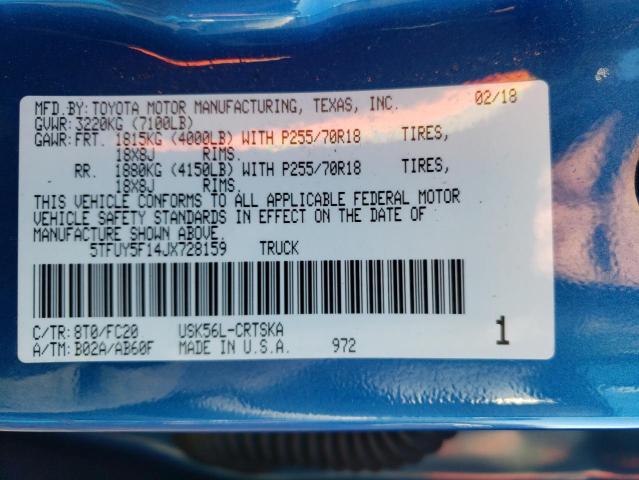 MFD.BY:TOYOTA MOTOR MANUFACTURING, TEXAS, INC. 02/18
GVWR:3220KG (7100LB)
GAWR:FRT. 1815KG (4000LB) WITH P255/70R18 TIRES,
18X8J RIMS.
RR. 1880KG (4150LB) WITH P255/70R18 TIRES,
18X8J RIMS.
THIS VEHICLE CONFORMS TO ALL APPLICABLE FEDERAL MOTOR
VEHICLE SAFETY STANDARDS IN EFFECT ON THE DATE OF
MANUFACTURE SHOWN ABOVE.
5TFUY5F14JX728159 TRUCK
C/TR:8T0/FC20 USK56L-CRTSKA 1
A/TM:B02A/AB60F MADE IN U.S.A. 972